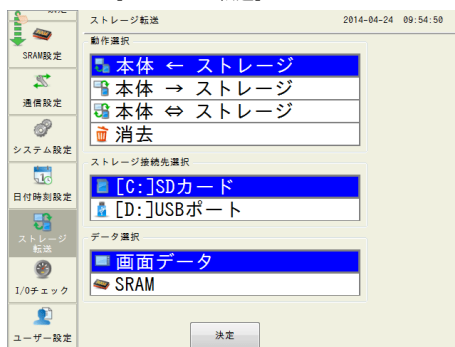 ストレージ転送
2014-04-24 09:54:50
SRAM設定
通信設定
システム設定
日付時刻設定
ストレージ
転送
I/Oチェック
ユーザー設定
動作選択
本体 ← ストレージ
本体 → ストレージ
本体 ⇔ ストレージ
消去
ストレージ接続先選択
[C:]SDカード
[D:]USBポート
データ選択
画面データ
SRAM
決定